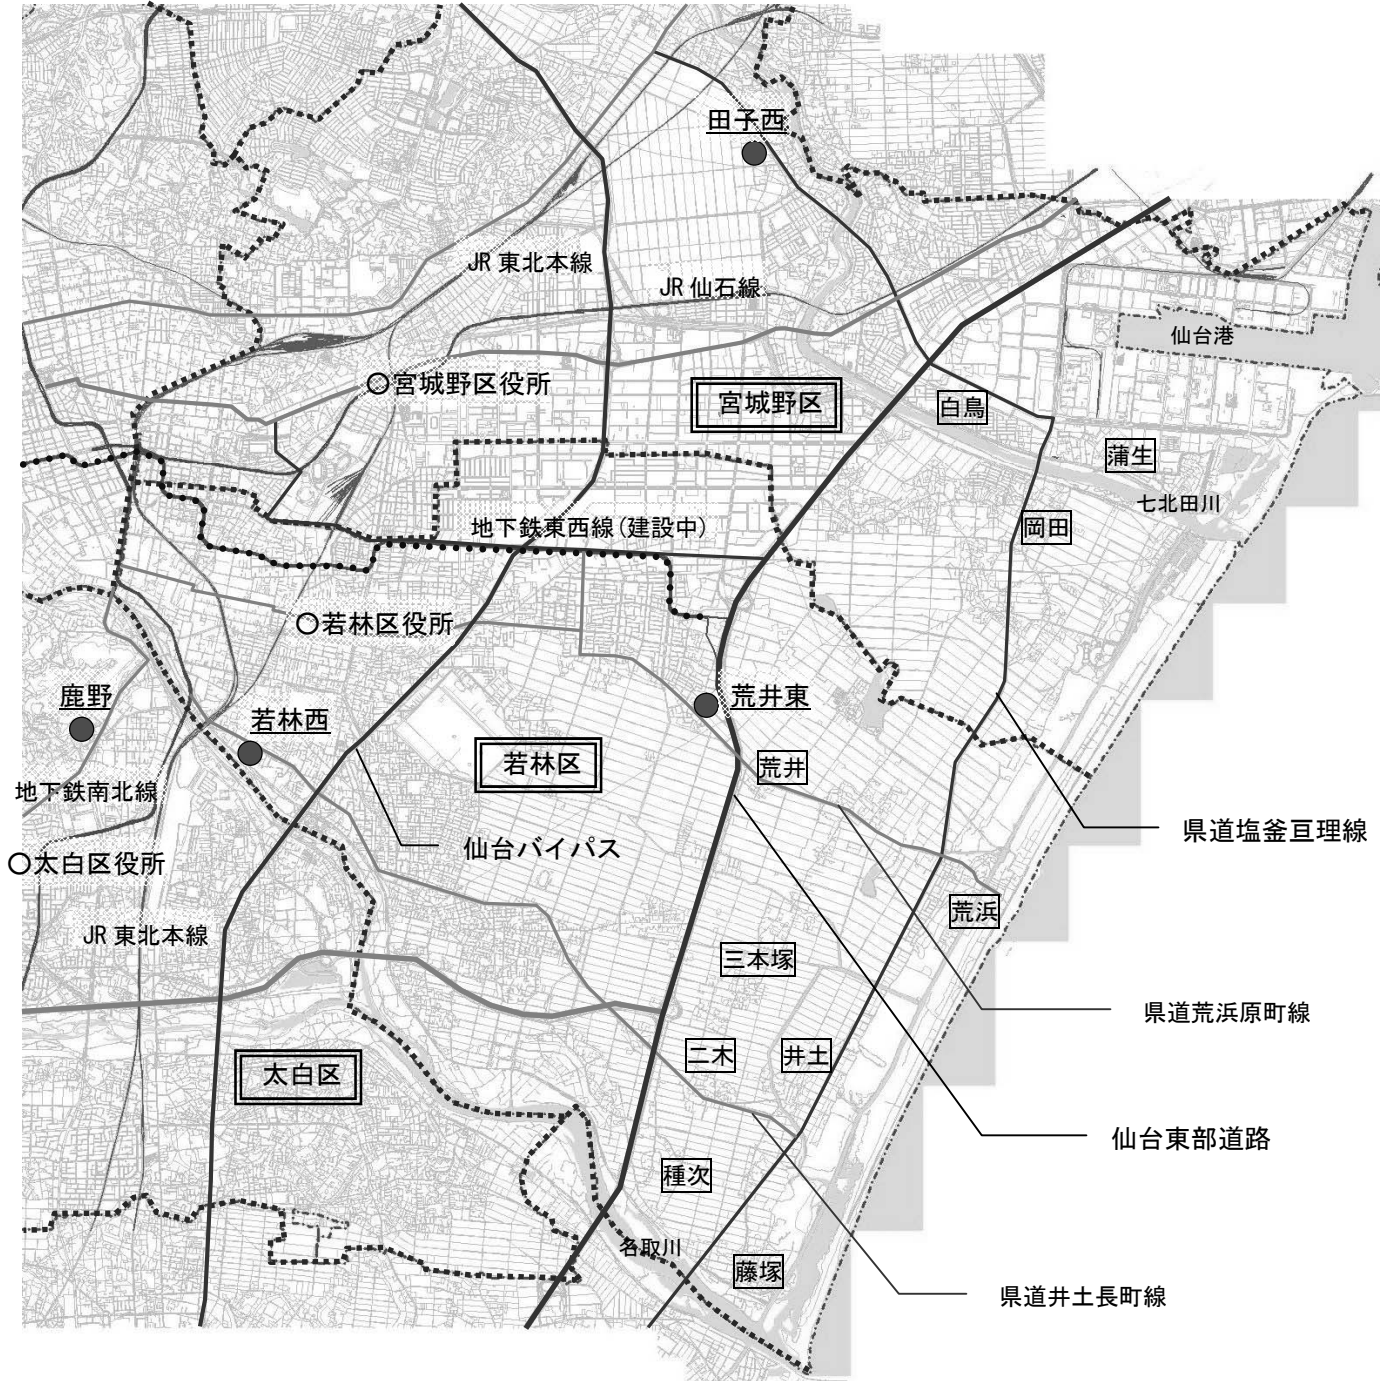 田子西
JR 東北本線
JR 仙石線
仙台港
宮城野区役所
宮城野区
白鳥
蒲生
七北田川
地下鉄東西線(建設中)
岡田
若林区役所
鹿野
若林西
荒井東
若林区
荒井
地下鉄南北線
仙台バイパス
県道塩釜亘理線
太白区役所
荒浜
JR 東北本線
三本塚
県道荒浜原町線
二木
井土
太白区
仙台東部道路
種次
名取川
藤塚
県道井土長町線